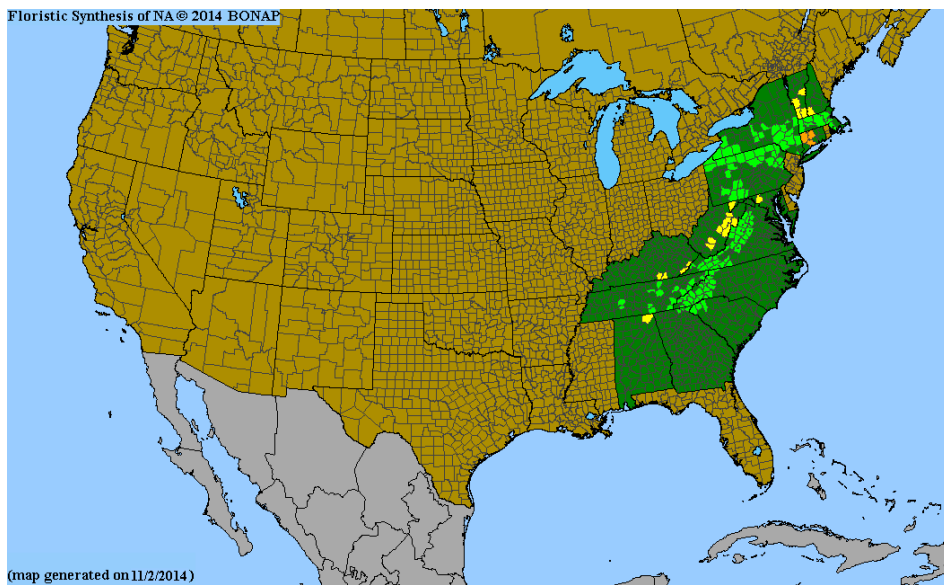 Floristic Synthesis of NA © 2014 BONAP
(map generated on 11/2/2014)